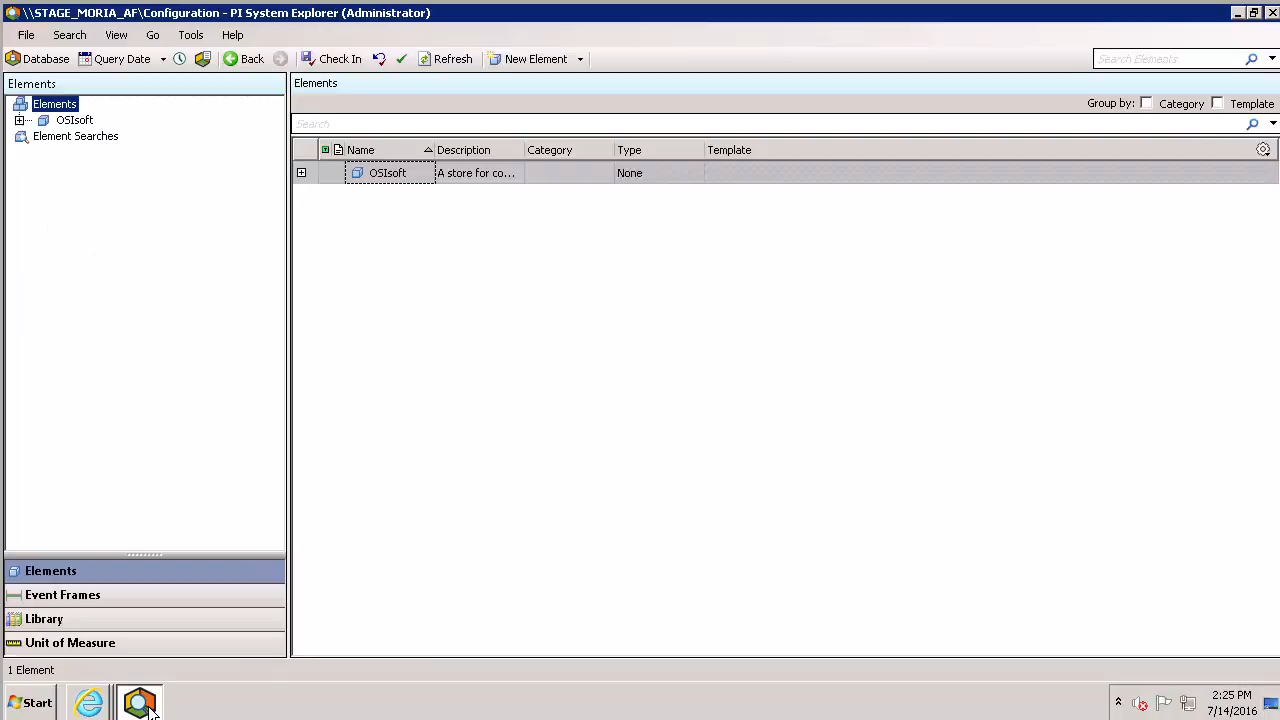 \\STAGE_MORIA_AF\Configuration - PI System Explorer (Administrator)
File Search View Go Tools Help
Database Query Date Back Check In Refresh New Element Search Elements
Elements
Elements
OSIsoft
Element Searches
Elements
Group by: Category Template
Search
Name Description Category Type Template
OSIsoft A store for co... None
Elements
Event Frames
Library
Unit of Measure
1 Element
Start
2:25 PM
7/14/2016